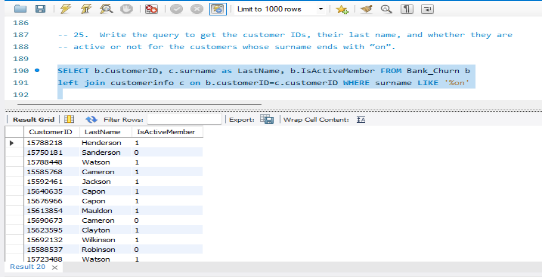 Limit to 1000 rows
186
187 -- 25. Write the query to get the customer IDs, their last name, and whether they are
188 -- active or not for the customers whose surname ends with "on".
189
190 SELECT b.CustomerID, c.surname as LastName, b.IsActiveMember FROM Bank_Churn b
191 left join customerinfo c on b.customerID=c.customerID WHERE surname LIKE '%on'
192
Result Grid Filter Rows: Export: Wrap Cell Content:
CustomerID LastName IsActiveMember
15788218 Henderson 1
15750181 Sanderson 0
15788448 Watson 1
15585768 Cameron 1
15592461 Jackson 1
15640635 Capon 1
15676966 Capon 1
15613854 Mauldon 1
15690673 Cameron 0
15623595 Clayton 1
15692132 Wilkinson 1
15588537 Robinson 0
15723488 Watson 1
Result 20